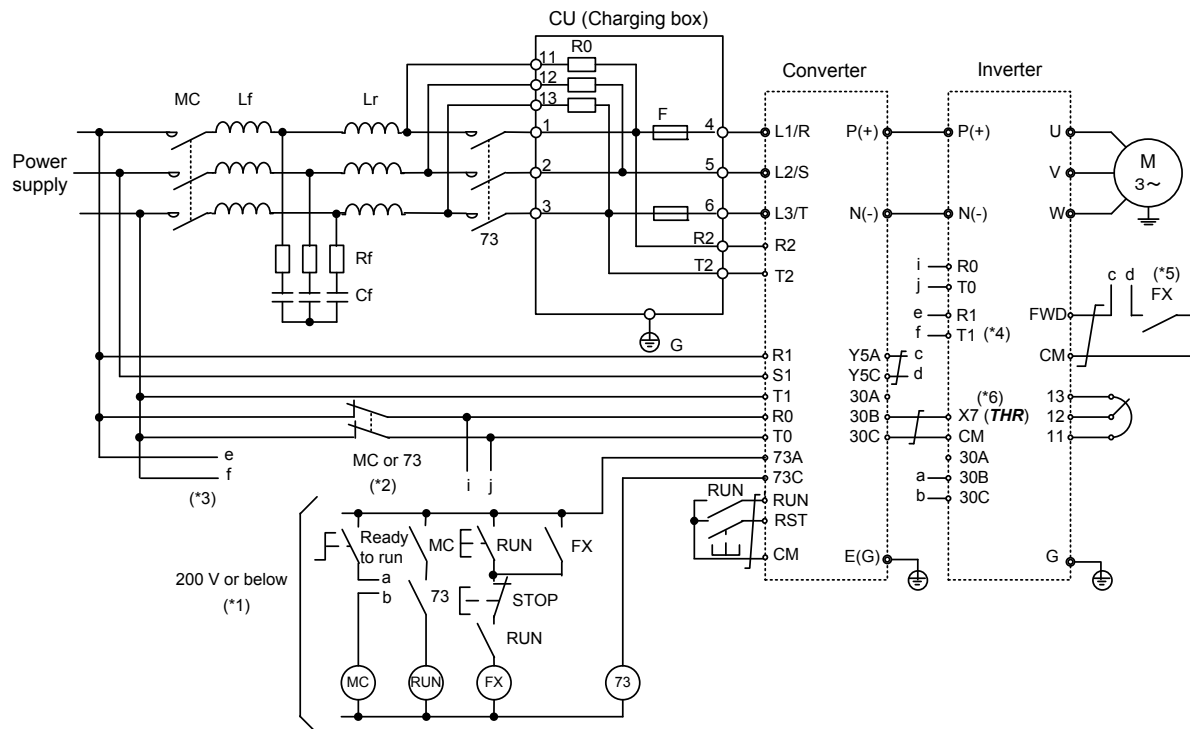 CU (Charging box)
R0
11
12
13
MC
Lf
Lr
Converter
Inverter
F
1
4
L1/R
P(+)
P(+)
U
Power
supply
2
5
L2/S
V
M
3~
3
6
L3/T
N(-)
N(-)
W
73
R2
R2
Rf
T2
T2
i
R0
j
T0
c d (*5)
FX
Cf
e
R1
FWD
f
T1 (*4)
G
R1
Y5A
c
CM
S1
Y5C
d
T1
30A
(*6)
13
R0
30B
X7 (THR)
12
T0
30C
CM
11
e
MC or 73
73A
30A
f
(*2)
i
j
73C
a
30B
(*3)
RUN
RUN
b
30C
RST
Ready
to run
MC
RUN
FX
CM
E(G)
G
200 V or below
(*1)
a
b
73
STOP
RUN
MC
RUN
FX
73